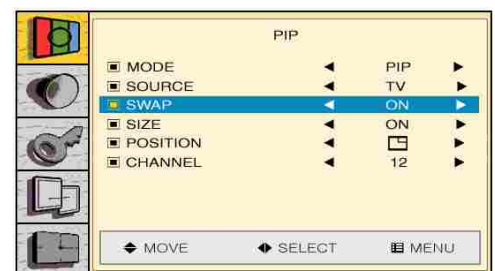 PIP
MODE PIP
SOURCE TV
SWAP ON
SIZE ON
POSITION
CHANNEL 12
MOVE SELECT MENU